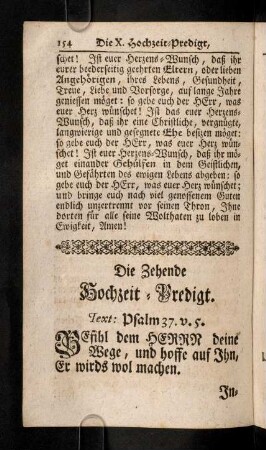 154 Die X. Hochzeit-Predigt,
schet! Ist euer Hertzens-Wunsch, daß ihr
eurer beederseitig geehrten Eltern, oder lieben
Angehörigen, ihres Lebens, Gesundheit,
Treue, Liebe und Vorsorge, auf lange Jahre
geniessen möget: so gebe euch der HErr, was
euer Herz wünschet! Ist das euer Herzens-
Wunsch, daß ihr eine Christliche, vergnügte,
langwierige und gesegnete Ehe besitzen möget:
so gebe euch der HErr, was euer Herz wün-
schet! Ist euer Herzens-Wunsch, daß ihr mö-
get einander Gehülfen in dem Geistlichen,
und Gefährten des ewigen Lebens abgeben: so
gebe euch der HErr, was euer Herz wünschet;
und bringe euch nach viel genossenem Guten
endlich unzertrennt vor seinen Thron, Ihne
dorten für alle seine Wolthaten zu loben in
Ewigkeit, Amen!
Die Zehende
Hochzeit-Predigt.
Text: Psalm 37. v. 5.
Befihl dem HERRN deine
Wege, und hoffe auf Ihn,
Er wirds wol machen.
In-